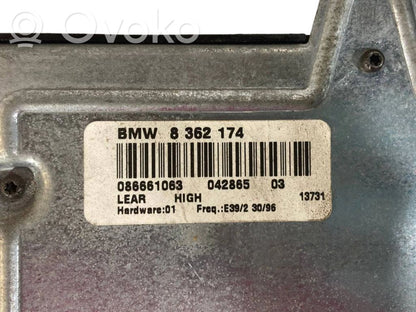 OVOKO
BMW 8 362 174
086661063 042865 03
LEAR HIGH 13731
Hardware:01 Freq.:E39/2 30/96